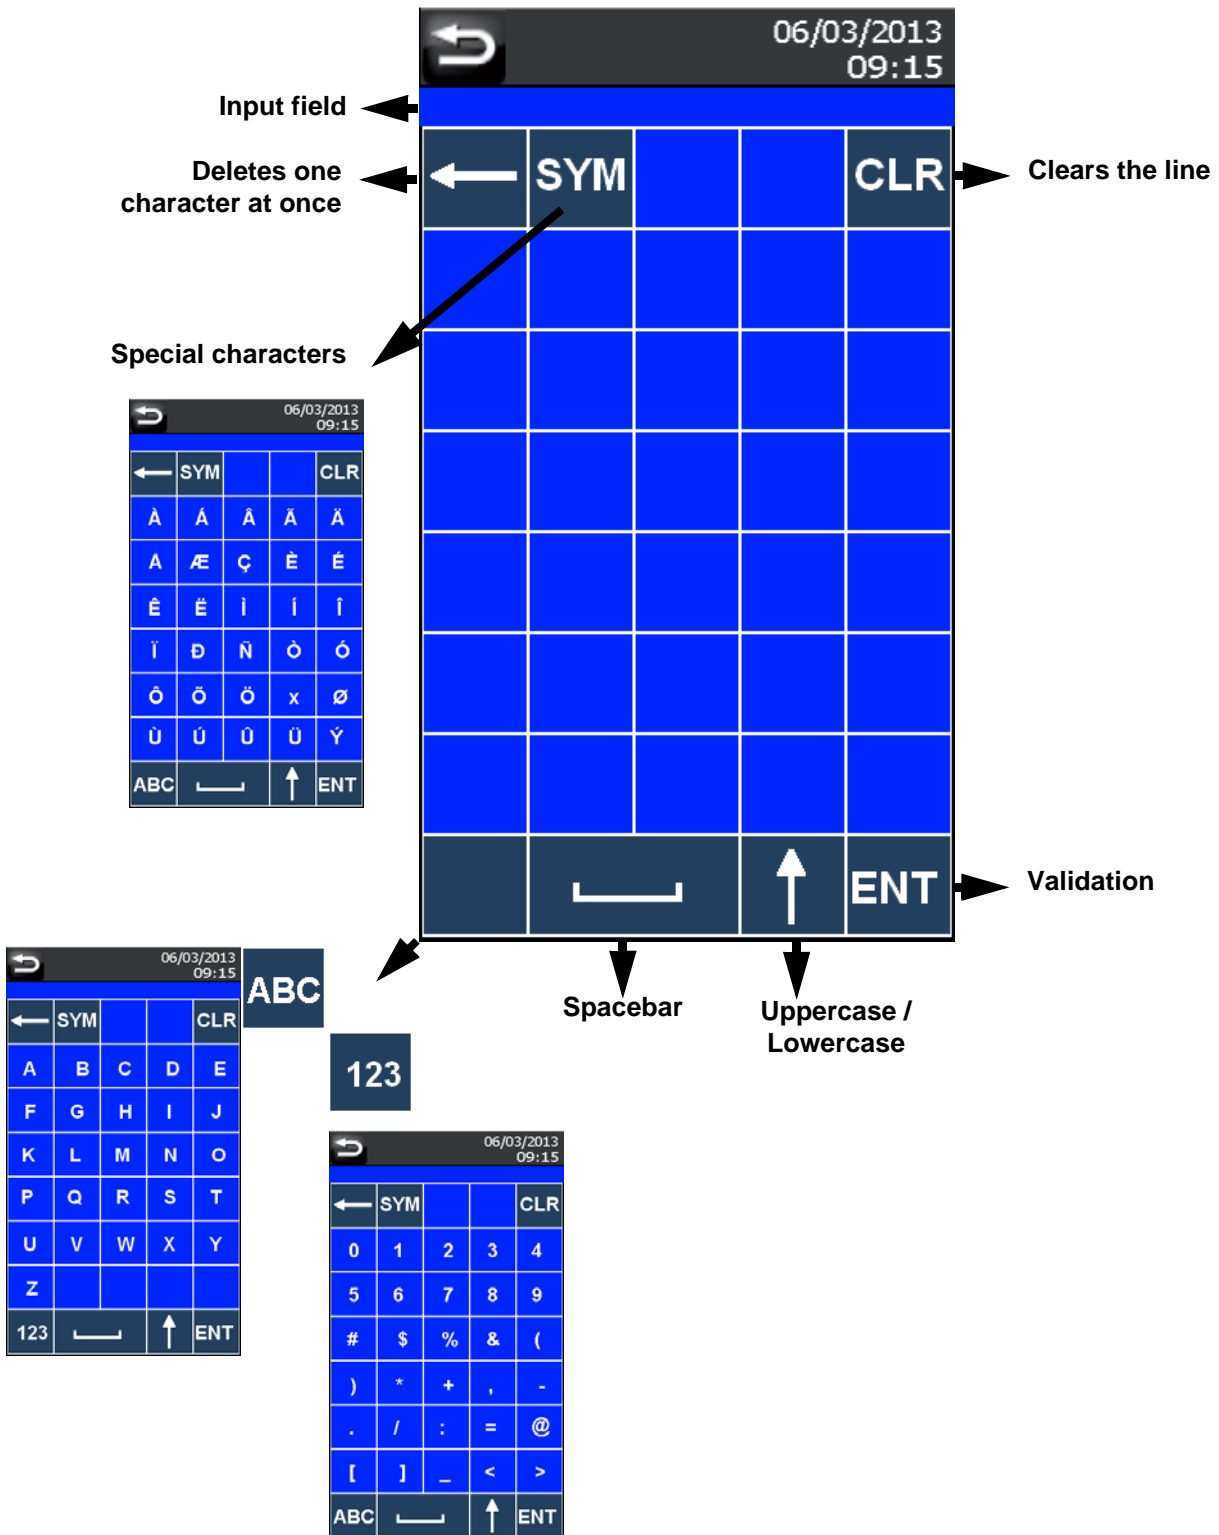 06/03/2013
09:15
Input field
Deletes one
character at once
SYM
CLR
Clears the line
Special characters
06/03/2013
09:15
SYM CLR
À Á Â Ã Ä
A Æ Ç È É
Ê Ë Ì Í Î
Ï Ð Ñ Ò Ó
Ô Õ Ö x Ø
Ù Ú Û Ü Ý
ABC ENT
ENT
Validation
Spacebar
Uppercase /
Lowercase
ABC
123
06/03/2013
09:15
SYM CLR
A B C D E
F G H I J
K L M N O
P Q R S T
U V W X Y
Z
123 ENT
06/03/2013
09:15
SYM CLR
0 1 2 3 4
5 6 7 8 9
# $ % & (
) * + , -
. / : = @
[ ] _ < >
ABC ENT